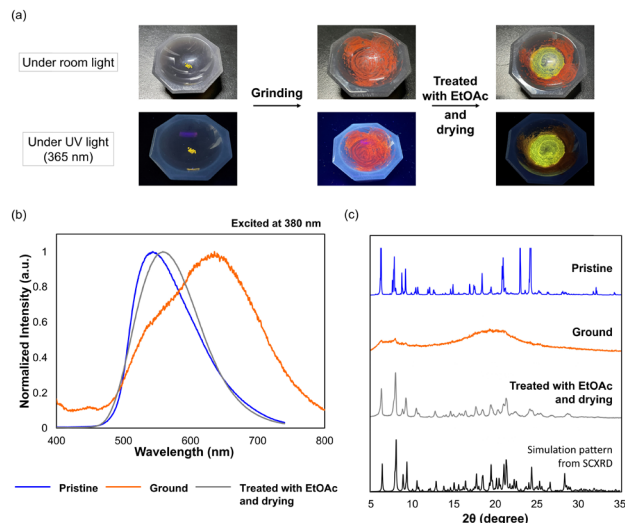 (a)
Under room light
Under UV light
(365 nm)
Grinding
Treated
with EtOAc
and
drying
(b)
Excited at 380 nm
Normalized Intensity (a.u.)
1
0.8
0.6
0.4
0.2
0
400
500
600
700
800
Wavelength (nm)
Pristine
Ground
Treated with EtOAc
and drying
(c)
Pristine
Ground
Treated with EtOAc
and drying
Simulation pattern
from SCXRD
5
10
15
20
25
30
35
2θ (degree)